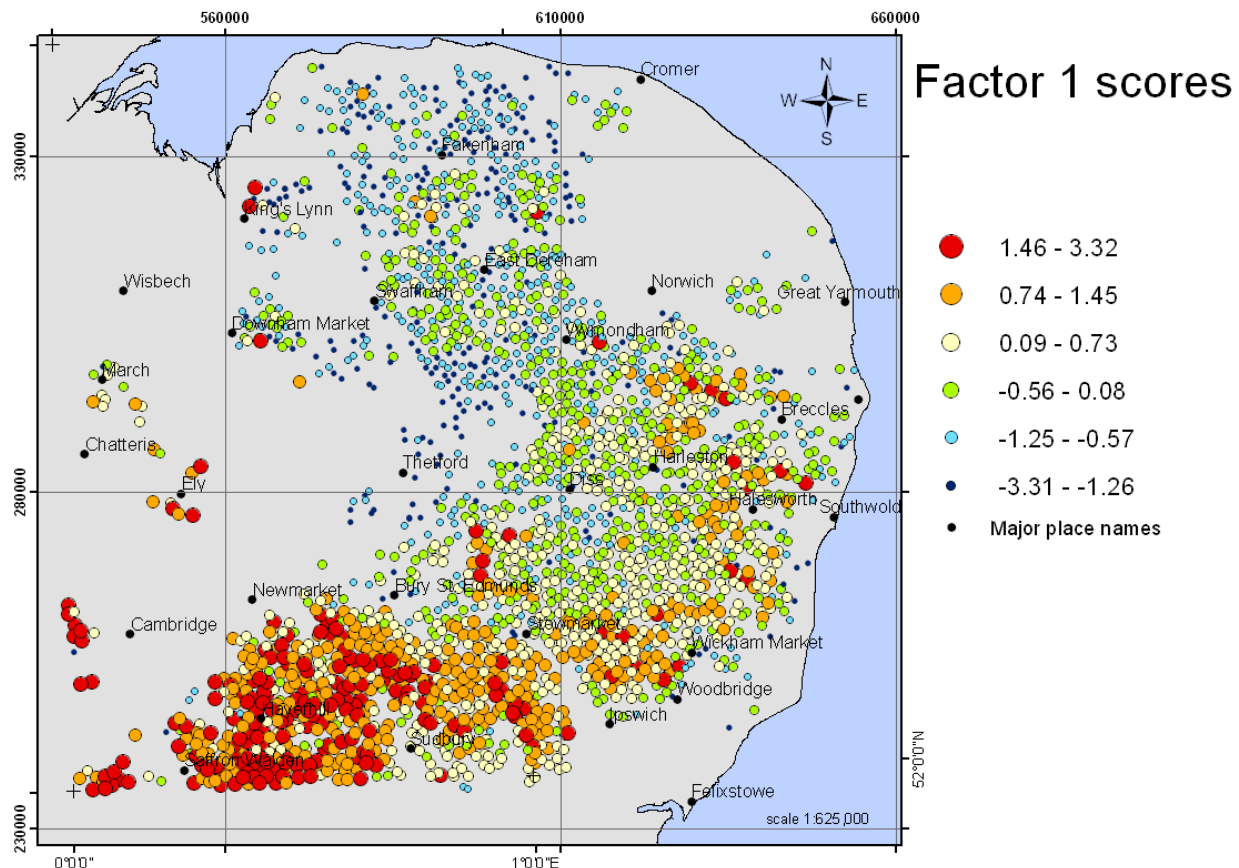 560000
610000
660000
Cromer
Factor 1 scores
N
W
E
S
330000
Fakenham
King's Lynn
1.46 - 3.32
East Dereham
Wisbech
Norwich
Swaffham
Great Yarmouth
0.74 - 1.45
Downham Market
Wymondham
0.09 - 0.73
March
-0.56 - 0.08
Breccles
Chatteris
-1.25 - -0.57
Thetford
Harleston
Ely
Diss
-3.31 - -1.26
280000
Halesworth
Southwold
Major place names
Newmarket
Bury St. Edmunds
Cambridge
Stowmarket
Wickham Market
Woodbridge
Haverhill
Ipswich
Sudbury
Saffron Walden
52°0'0"N
Felixstowe
230000
scale 1:625,000
0°0'0"
1°0'0"E